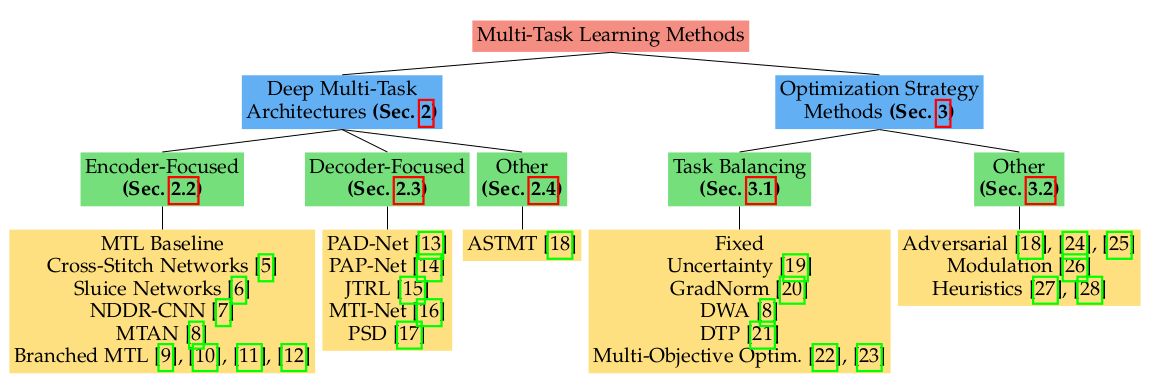 Multi-Task Learning Methods
Deep Multi-Task
Architectures (Sec. 2)
Optimization Strategy
Methods (Sec. 3)
Encoder-Focused
(Sec. 2.2)
Decoder-Focused
(Sec. 2.3)
Other
(Sec. 2.4)
Task Balancing
(Sec. 3.1)
Other
(Sec. 3.2)
MTL Baseline
Cross-Stitch Networks [5]
Sluice Networks [6]
NDDR-CNN [7]
MTAN [8]
Branched MTL [9], [10], [11], [12]
PAD-Net [13]
PAP-Net [14]
JTRL [15]
MTI-Net [16]
PSD [17]
ASTMT [18]
Fixed
Uncertainty [19]
GradNorm [20]
DWA [8]
DTP [21]
Multi-Objective Optim. [22], [23]
Adversarial [18], [24], [25]
Modulation [26]
Heuristics [27], [28]